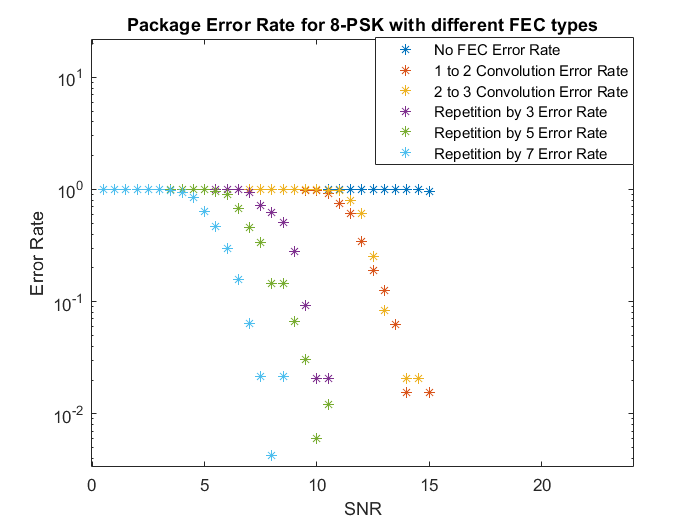 Package Error Rate for 8-PSK with different FEC types
No FEC Error Rate
1 to 2 Convolution Error Rate
2 to 3 Convolution Error Rate
Repetition by 3 Error Rate
Repetition by 5 Error Rate
Repetition by 7 Error Rate
10^1
10^0
10^-1
10^-2
Error Rate
0 5 10 15 20
SNR